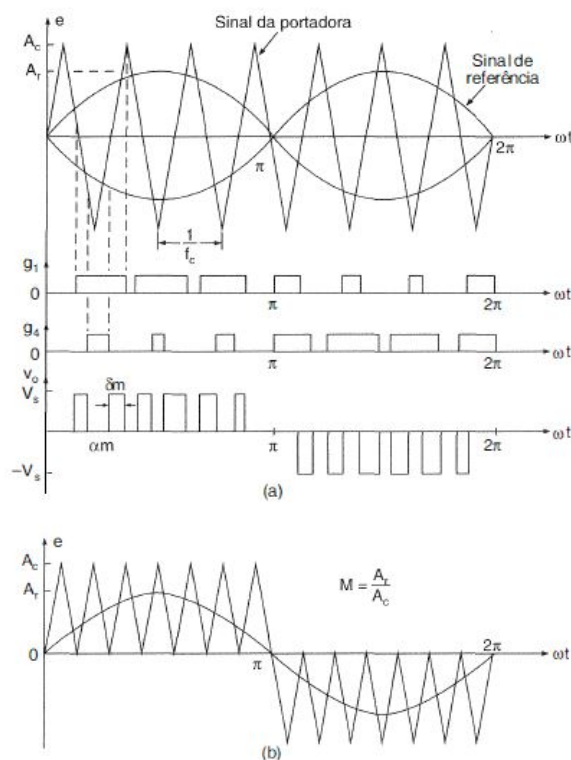 e
A_c
A_r
Sinal da portadora
Sinal de
referência
ωt
π
2π
1
f_c
g_1
0
π
2π
ωt
g_4
0
π
2π
ωt
v_o
V_s
δm
αm
π
2π
ωt
−V_s
(a)
e
A_c
A_r
M = A_r
A_c
0
π
2π
ωt
(b)